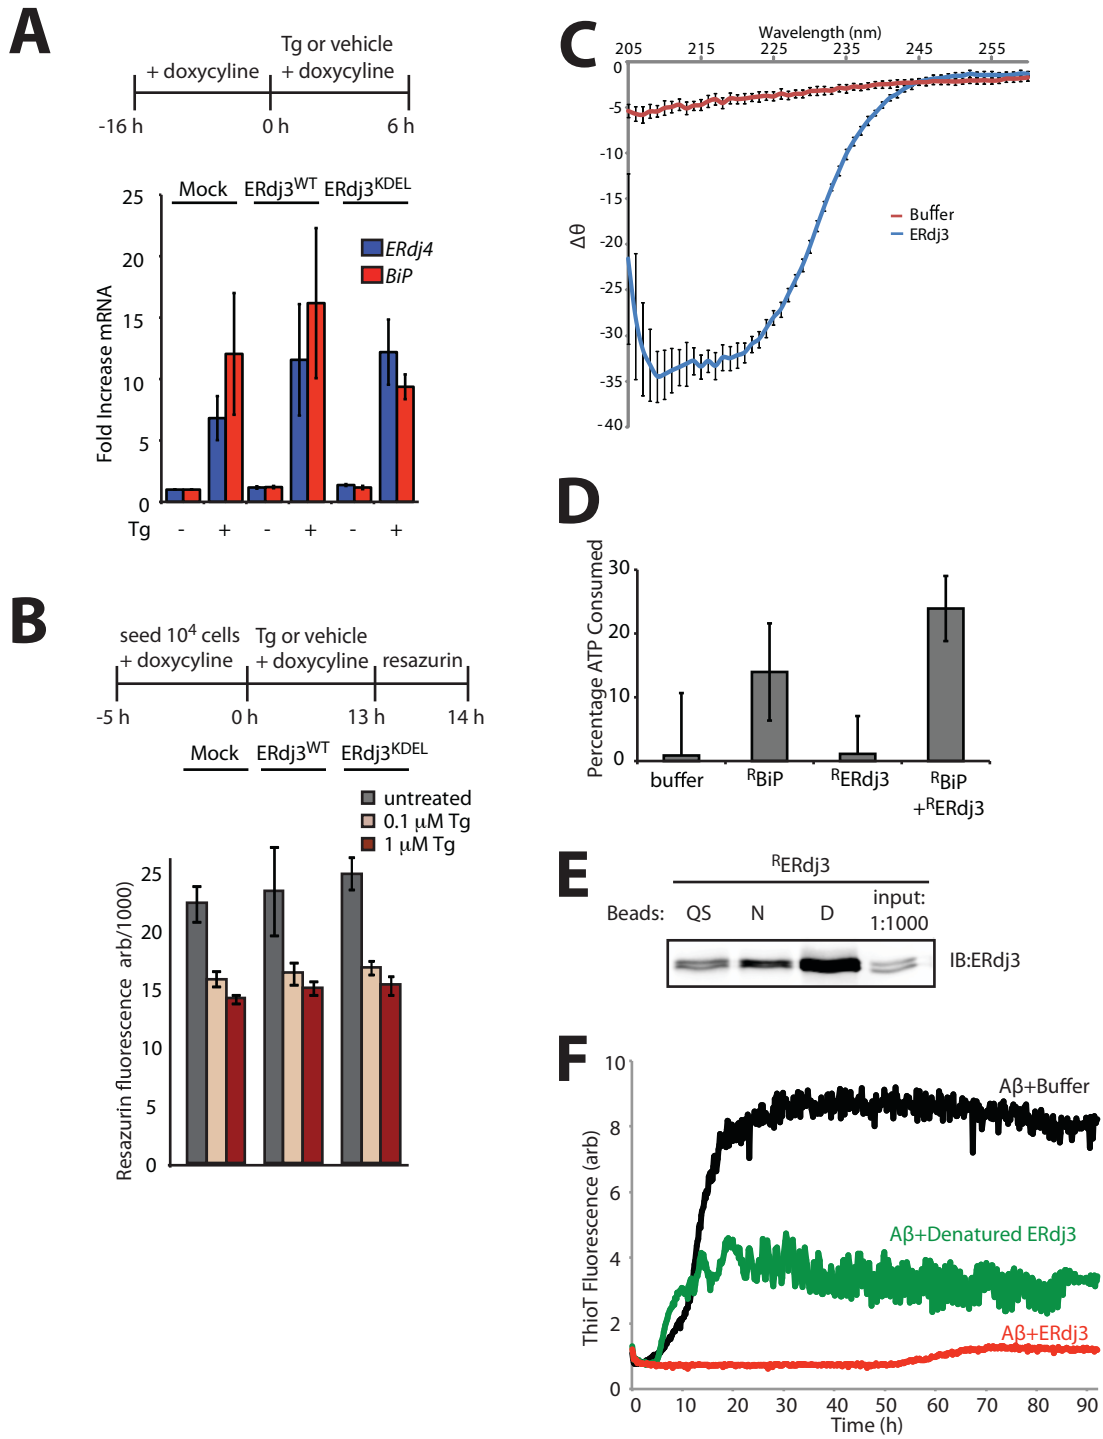 A
Tg or vehicle
+ doxycyline
+ doxycyline
-16 h
0 h
6 h
Mock
ERdj3WT
ERdj3KDEL
25
20
15
10
5
0
Fold Increase mRNA
ERdj4
BiP
Tg
-
+
-
+
-
+
B
seed 104 cells
+ doxycyline
Tg or vehicle
+ doxycyline
resazurin
-5 h
0 h
13 h
14 h
Mock
ERdj3WT
ERdj3KDEL
untreated
0.1 μM Tg
1 μM Tg
Resazurin fluorescence arb/1000)
25
20
15
10
5
0
C
Wavelength (nm)
205
215
225
235
245
255
0
-5
-10
-15
-20
-25
-30
-35
-40
Δθ
Buffer
ERdj3
D
Percentage ATP Consumed
30
20
10
0
buffer
RBiP
RERdj3
RBiP
+RERdj3
E
RERdj3
Beads:
QS
N
D
input:
1:1000
IB:ERdj3
F
ThioT Fluorescence (arb)
10
8
6
4
2
0
Aβ+Buffer
Aβ+Denatured ERdj3
Aβ+ERdj3
0
10
20
30
40
50
60
70
80
90
Time (h)